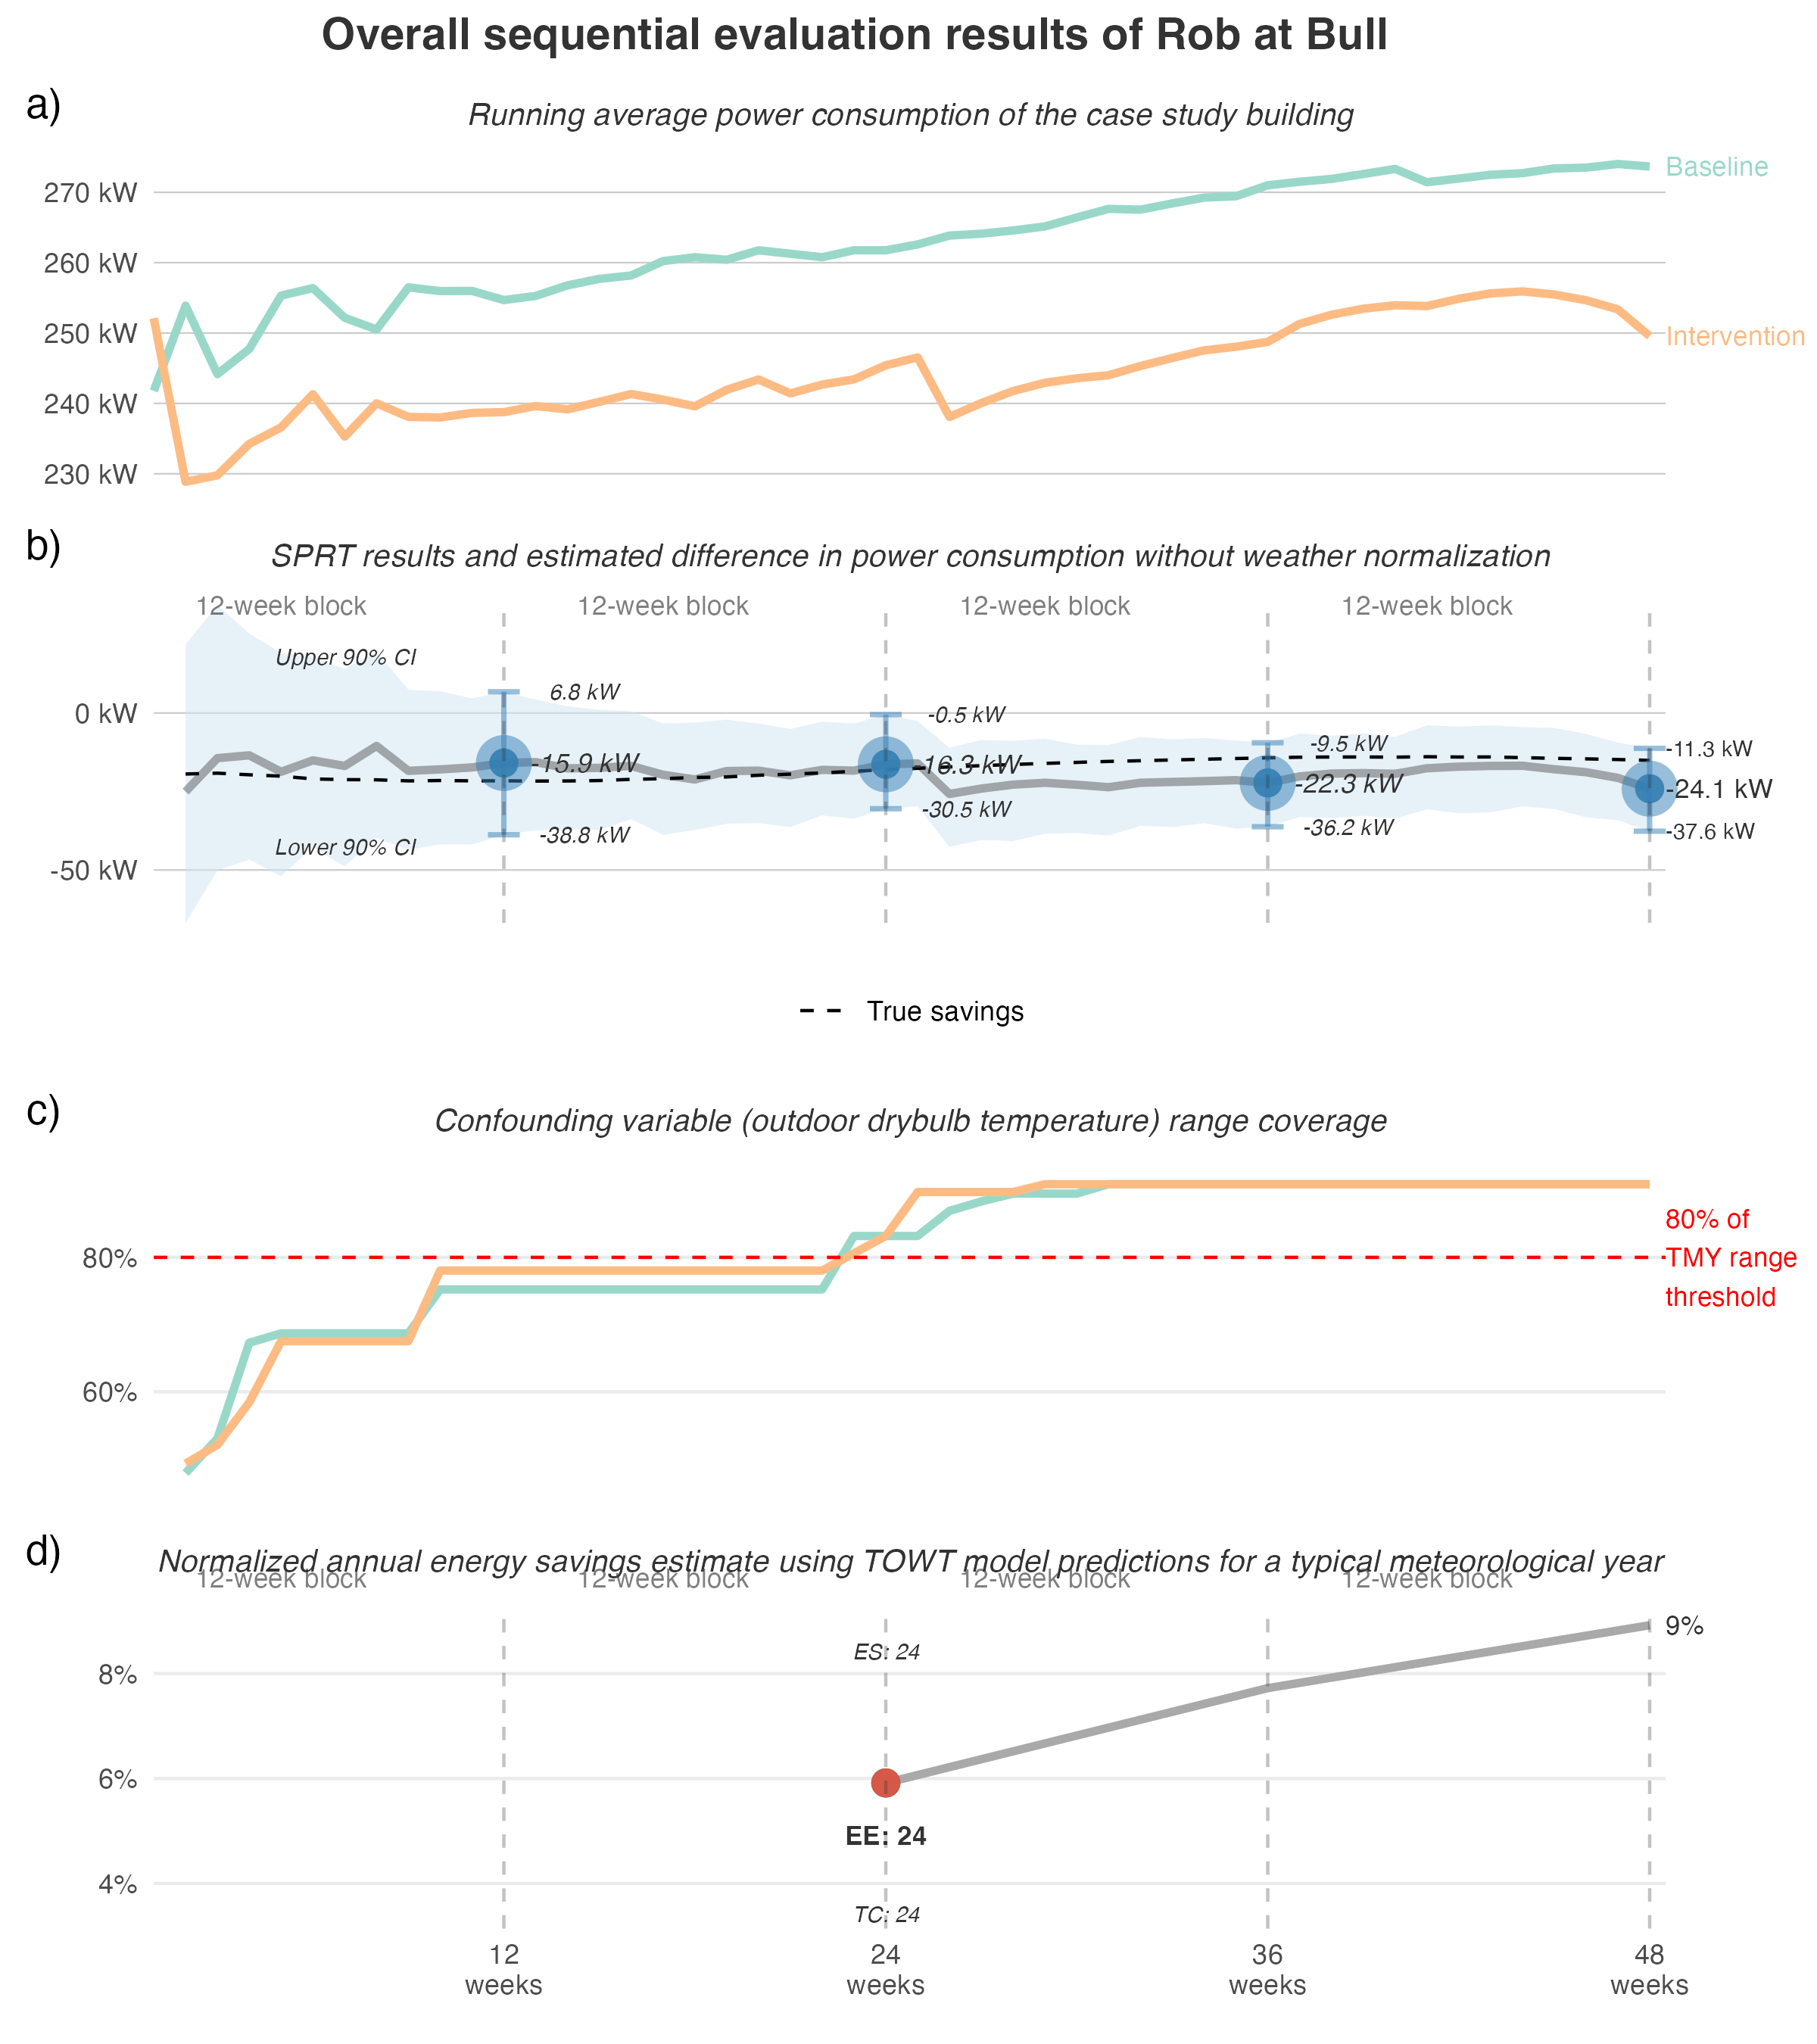 Overall sequential evaluation results of Rob at Bull
a)
Running average power consumption of the case study building
Baseline
270 kW
260 kW
250 kW
Intervention
240 kW
230 kW
b)
SPRT results and estimated difference in power consumption without weather normalization
12-week block 12-week block 12-week block 12-week block
Upper 90% CI
6.8 kW
0 kW
-0.5 kW
-9.5 kW
-11.3 kW
-15.9 kW
-16.3 kW
-22.3 kW
-24.1 kW
-30.5 kW
-36.2 kW
-37.6 kW
-38.8 kW
Lower 90% CI
-50 kW
True savings
c)
Confounding variable (outdoor drybulb temperature) range coverage
80% of
TMY range
threshold
80%
60%
d)
Normalized annual energy savings estimate using TOWT model predictions for a typical meteorological year
12-week block 12-week block 12-week block 12-week block
9%
ES: 24
8%
6%
EE: 24
4%
TC: 24
12 24 36 48
weeks weeks weeks weeks